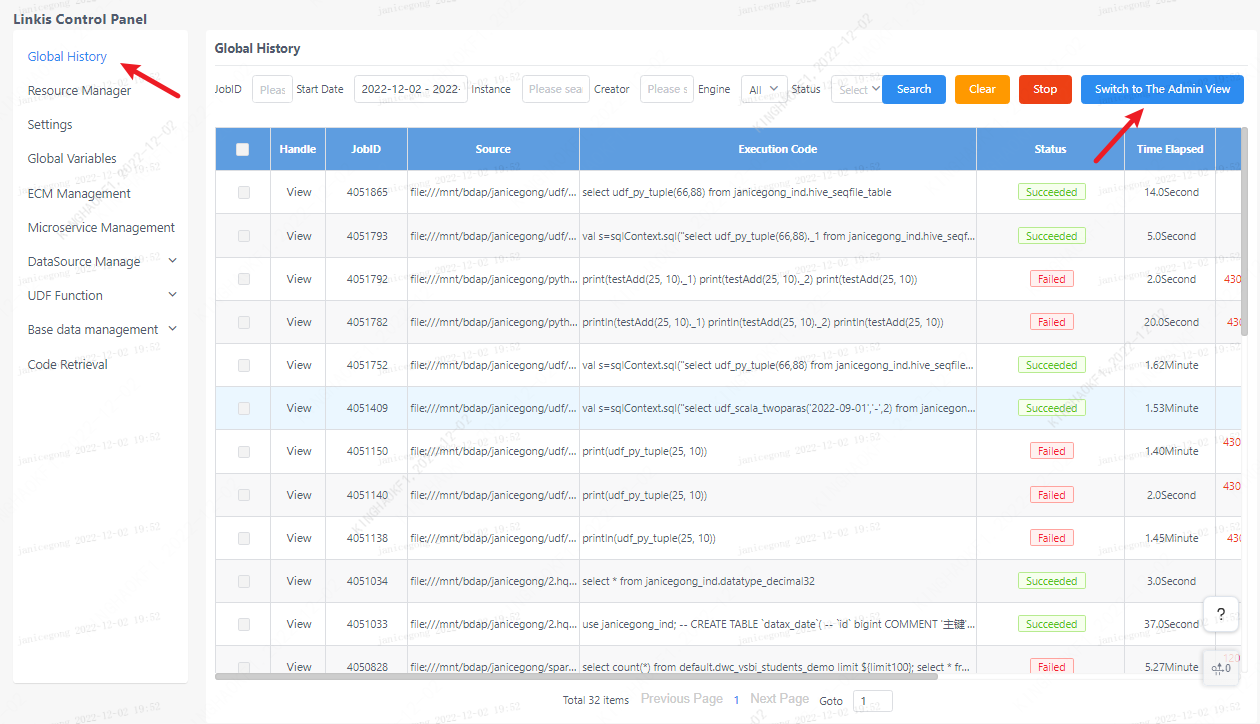 Linkis Control Panel
Global History
Resource Manager
Settings
Global Variables
ECM Management
Microservice Management
DataSource Manage
UDF Function
Base data management
Code Retrieval
Global History
JobID Pleas Start Date 2022-12-02 - 2022- Instance Please sea Creator Please s Engine All Status Select Search Clear Stop Switch to The Admin View
Handle JobID Source Execution Code Status Time Elapsed
View 4051865 file:///mnt/bdap/janicegong/udf/... select udf_py_tuple(66,88) from janicegong_ind.hive_seqfile_table Succeeded 14.0Second
View 4051793 file:///mnt/bdap/janicegong/udf/... val s=sqlContext.sql("select udf_py_tuple(66,88)._1 from janicegong_ind.hive_seqf... Succeeded 5.0Second
View 4051792 file:///mnt/bdap/janicegong/pyth... print(testAdd(25, 10)._1) print(testAdd(25, 10)._2) print(testAdd(25, 10)) Failed 2.0Second 430
View 4051782 file:///mnt/bdap/janicegong/pyth... println(testAdd(25, 10)._1) println(testAdd(25, 10)._2) println(testAdd(25, 10)) Failed 20.0Second 430
View 4051752 file:///mnt/bdap/janicegong/udf/... val s=sqlContext.sql("select udf_py_tuple(66,88) from janicegong_ind.hive_seqfile... Succeeded 1.62Minute
View 4051409 file:///mnt/bdap/janicegong/udf/... val s=sqlContext.sql("select udf_scala_twoparas('2022-09-01','-',2) from janicegon... Succeeded 1.53Minute
View 4051150 file:///mnt/bdap/janicegong/udf/... print(udf_py_tuple(25, 10)) Failed 1.40Minute 430
View 4051140 file:///mnt/bdap/janicegong/udf/... print(udf_py_tuple(25, 10)) Failed 2.0Second 430
View 4051138 file:///mnt/bdap/janicegong/udf/... println(udf_py_tuple(25, 10)) Failed 1.45Minute 430
View 4051034 file:///mnt/bdap/janicegong/2.hq... select * from janicegong_ind.datatype_decimal32 Succeeded 3.0Second
View 4051033 file:///mnt/bdap/janicegong/2.hq... use janicegong_ind; -- CREATE TABLE `datax_date`( -- `id` bigint COMMENT '主键'... Succeeded 37.0Second
View 4050828 file:///mnt/bdap/janicegong/spar... select count(*) from default.dwc_vsbi_students_demo limit ${limit100}; select * fr... Failed 5.27Minute
?
Total 32 items Previous Page 1 Next Page Goto 1